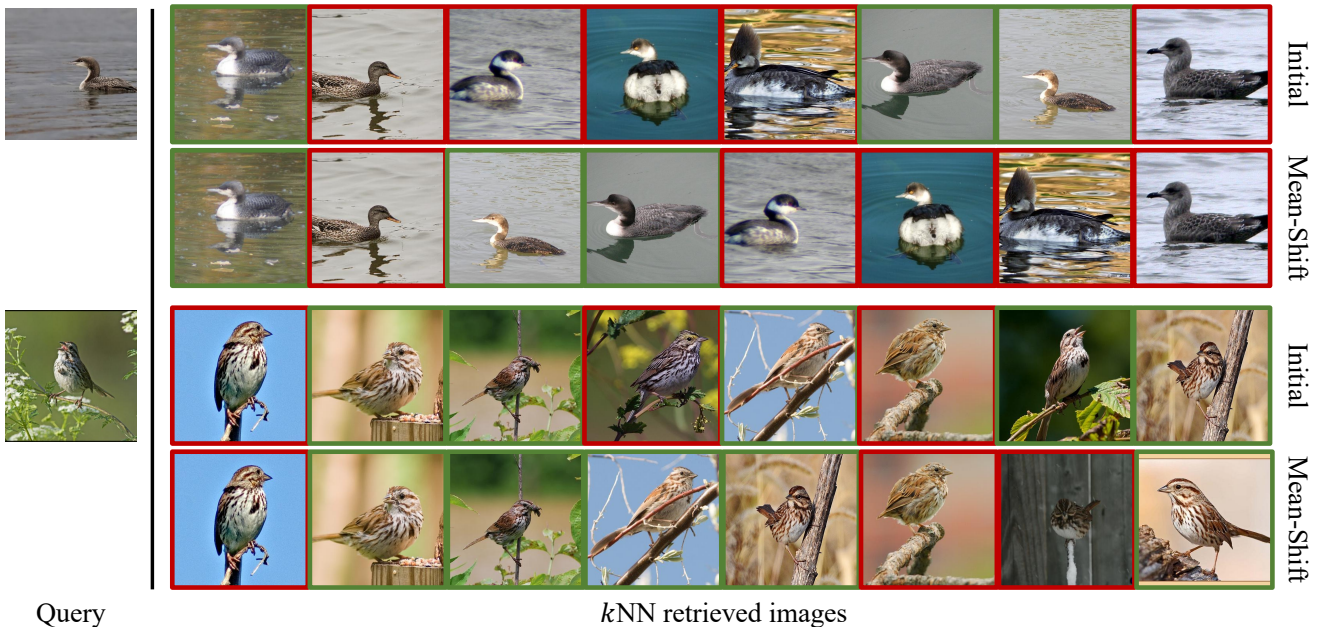 Initial
Mean-Shift
Initial
Mean-Shift
Query
kNN retrieved images